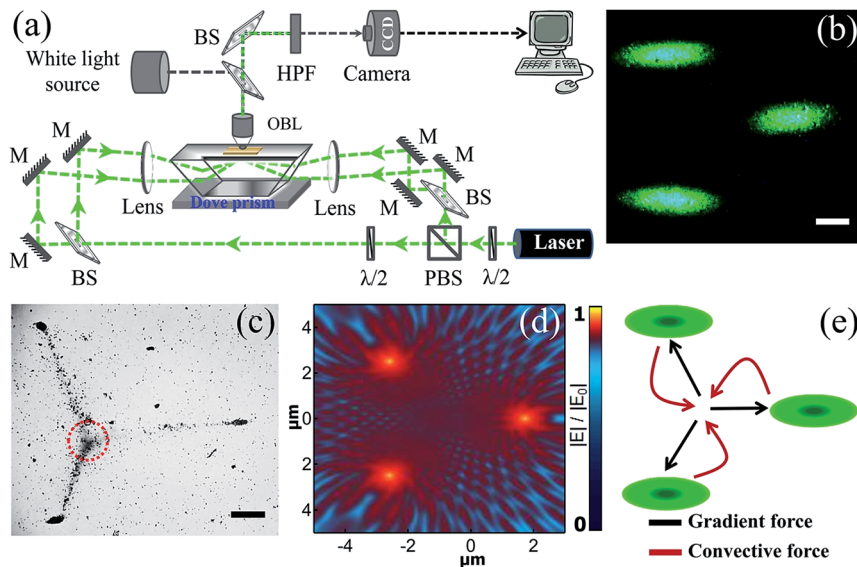 (a)
BS
White light
source
HPF
CCD
Camera
OBL
M
M
M
M
Lens
Dove prism
Lens
M
BS
M
BS
λ/2
PBS
λ/2
Laser
(b)
(c)
(d)
µm
4
2
0
2
4
-4
-2
0
2
µm
1
|E| / |E₀|
0
(e)
Gradient force
Convective force